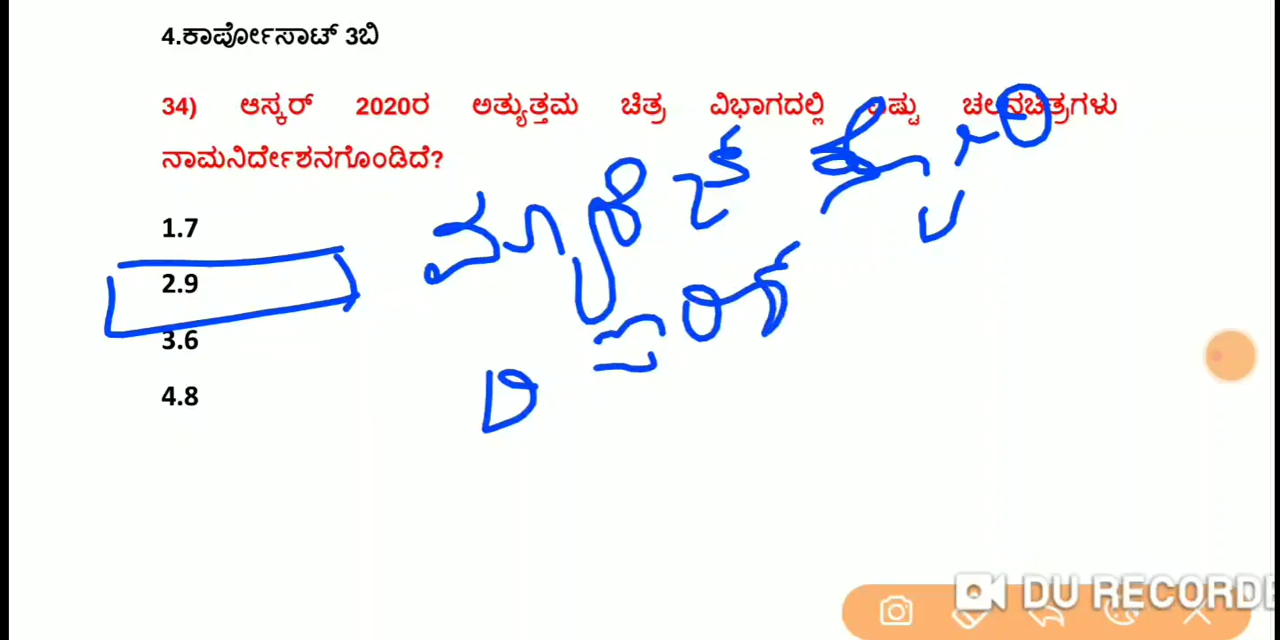 4.ಕಾರ್ಪೋಸಾಟ್ 3ಬಿ
34) ಆಸ್ಕರ್ 2020ರ ಅತ್ಯುತ್ತಮ ಚಿತ್ರ ವಿಭಾಗದಲ್ಲಿ ಎಷ್ಟು ಚಲನಚಿತ್ರಗಳು
ನಾಮನಿರ್ದೇಶನಗೊಂಡಿದೆ?
1.7
2.9
3.6
4.8
DU RECORDE